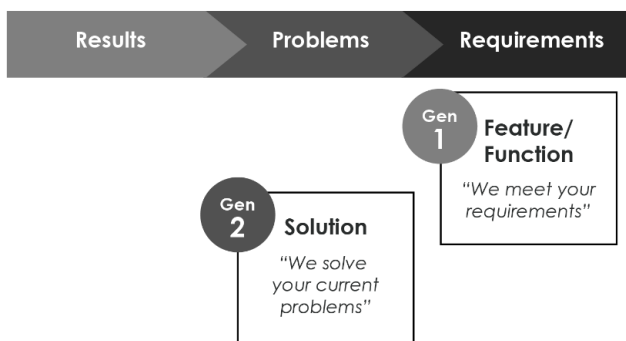 Results
Problems
Requirements
Gen
1
Feature/
Function
“We meet your
requirements”
Gen
2
Solution
“We solve
your current
problems”